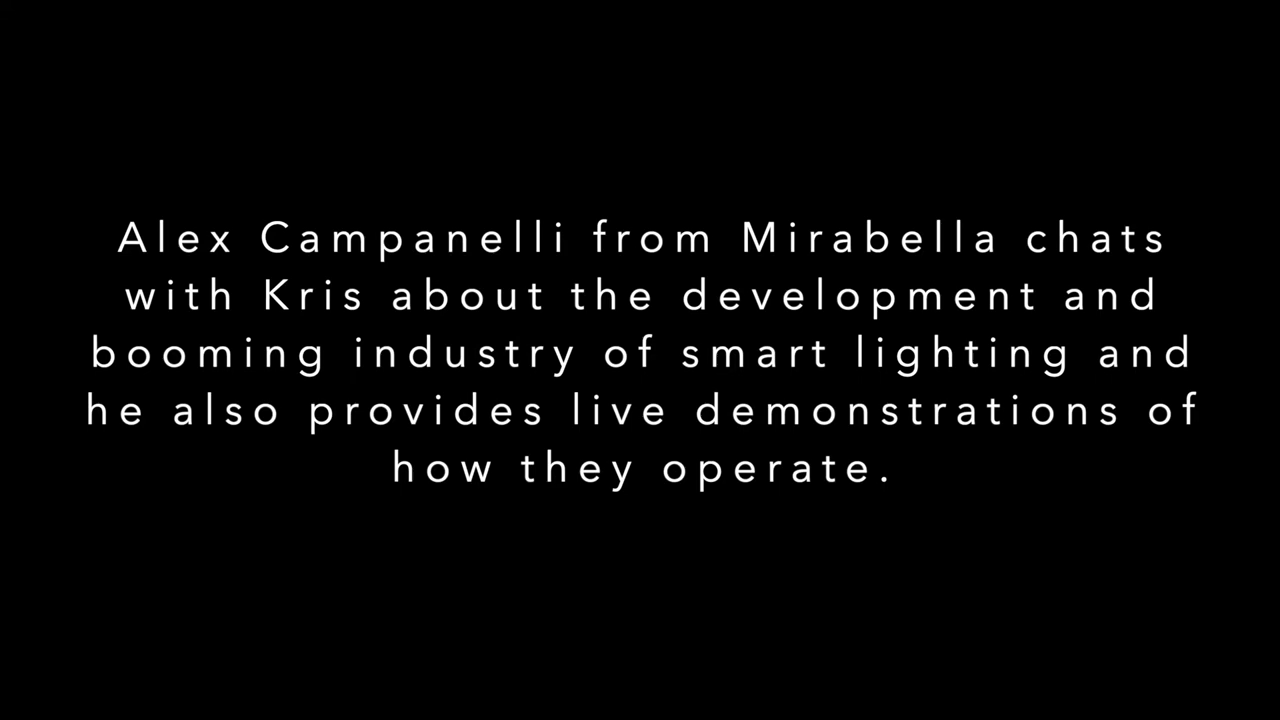 Alex Campanelli from Mirabella chats
with Kris about the development and
booming industry of smart lighting and
he also provides live demonstrations of
how they operate.